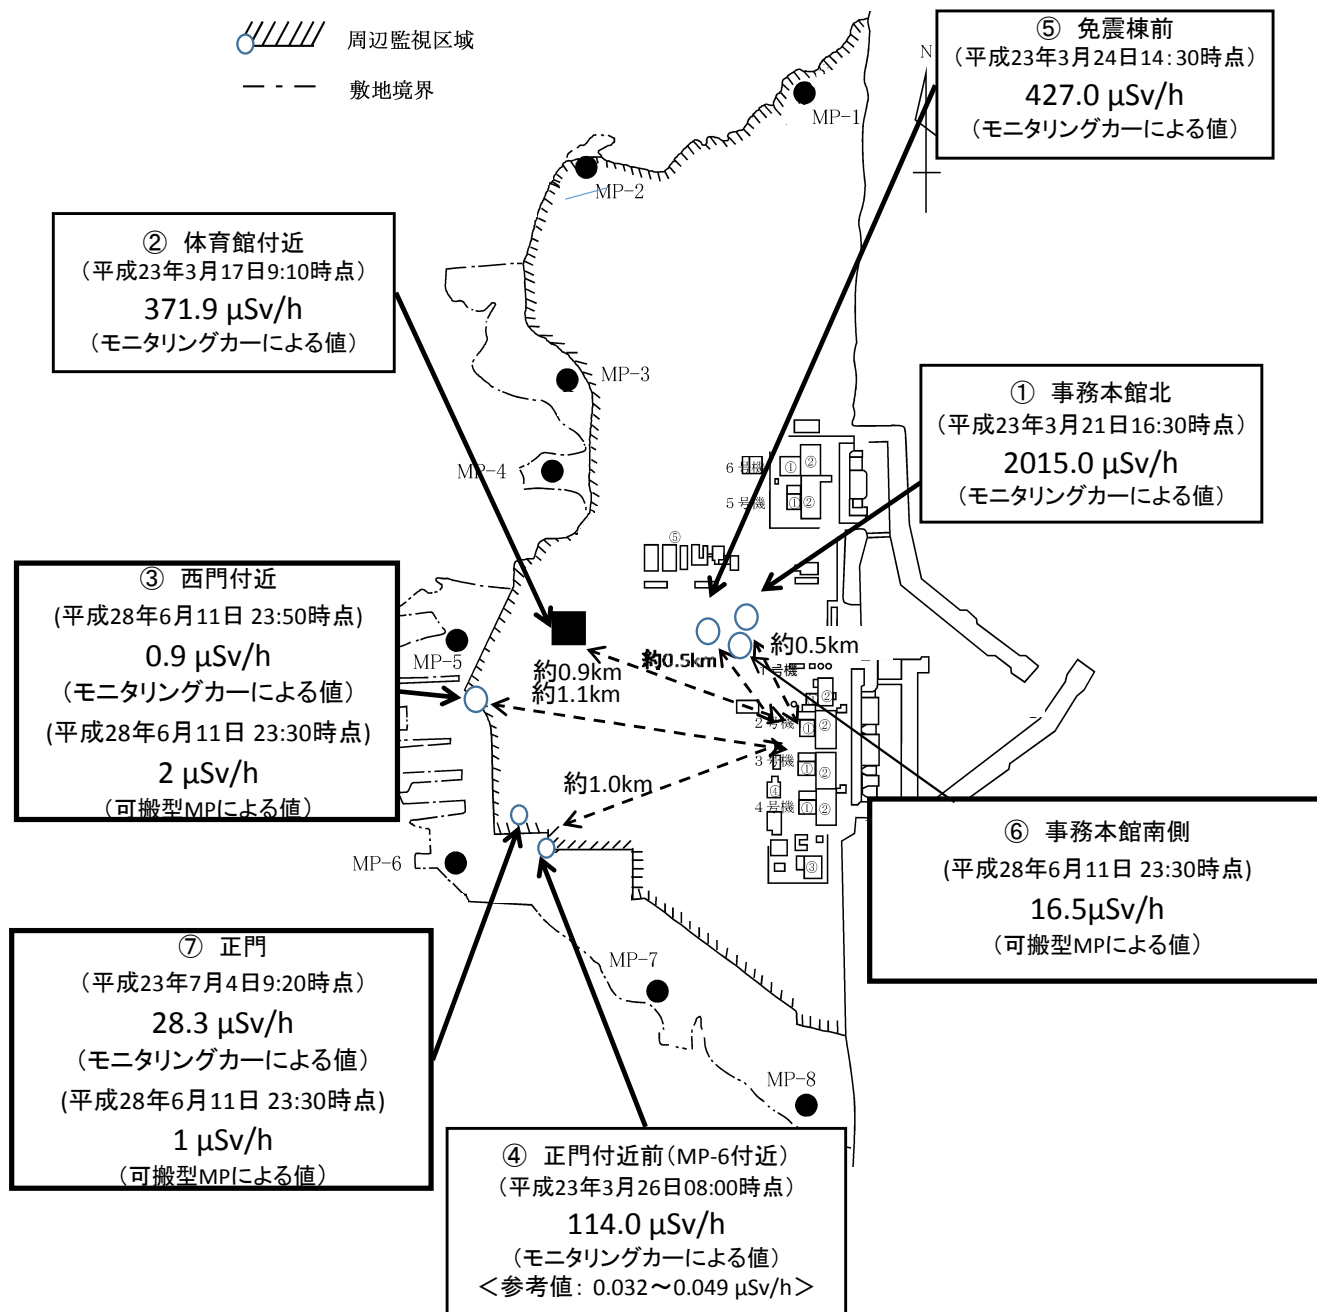 周辺監視区域
敷地境界
⑤ 免震棟前
(平成23年3月24日14:30時点)
427.0 μSv/h
(モニタリングカーによる値)
N
MP-1
MP-2
② 体育館付近
(平成23年3月17日9:10時点)
371.9 μSv/h
(モニタリングカーによる値)
MP-3
MP-4
① 事務本館北
(平成23年3月21日16:30時点)
2015.0 μSv/h
(モニタリングカーによる値)
6号機
① ②
5号機
① ②
⑤
③ 西門付近
(平成28年6月11日 23:50時点)
0.9 μSv/h
(モニタリングカーによる値)
(平成28年6月11日 23:30時点)
2 μSv/h
(可搬型MPによる値)
MP-5
約0.9km
約1.1km
約0.5km
約0.5km
1号機
②
2号機
① ②
3号機
① ②
④
4号機
① ②
③
約1.0km
MP-6
⑥ 事務本館南側
(平成28年6月11日 23:30時点)
16.5μSv/h
(可搬型MPによる値)
⑦ 正門
(平成23年7月4日9:20時点)
28.3 μSv/h
(モニタリングカーによる値)
(平成28年6月11日 23:30時点)
1 μSv/h
(可搬型MPによる値)
MP-7
MP-8
④ 正門付近前(MP-6付近)
(平成23年3月26日08:00時点)
114.0 μSv/h
(モニタリングカーによる値)
<参考値: 0.032～0.049 μSv/h>